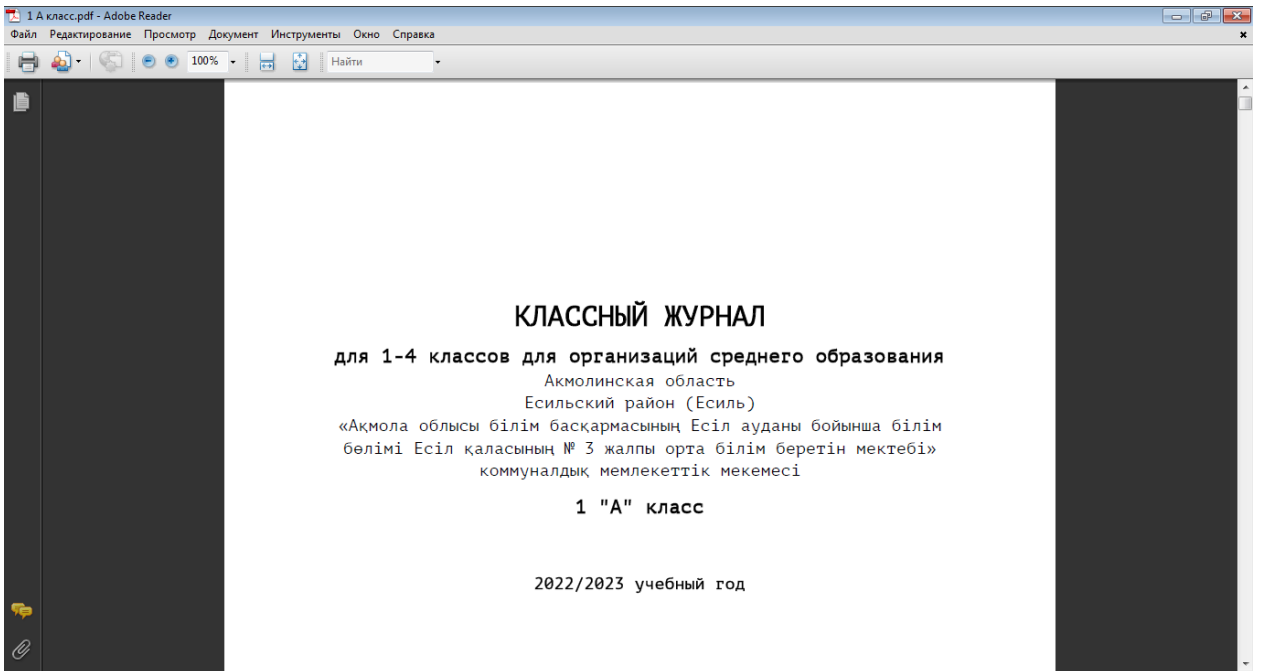 1 А класс.pdf - Adobe Reader
Файл Редактирование Просмотр Документ Инструменты Окно Справка
100% Найти
КЛАССНЫЙ ЖУРНАЛ
для 1-4 классов для организаций среднего образования
Акмолинская область
Есильский район (Есиль)
«Ақмола облысы білім басқармасының Есіл ауданы бойынша білім
бөлімі Есіл қаласының № 3 жалпы орта білім беретін мектебі»
коммуналдық мемлекеттік мекемесі
1 "А" класс
2022/2023 учебный год